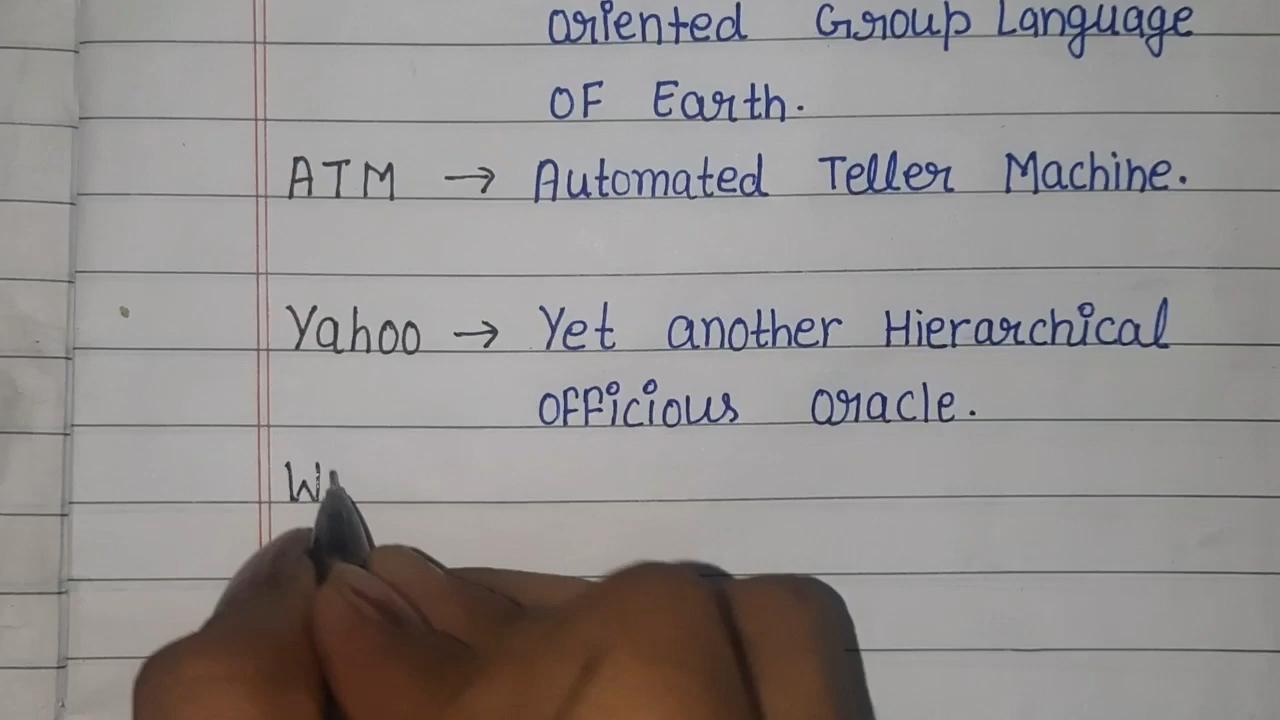 oriented Group Language
OF Earth.
ATM → Automated Teller Machine.
Yahoo → Yet another Hierarchical
OFFicious oracle.
W